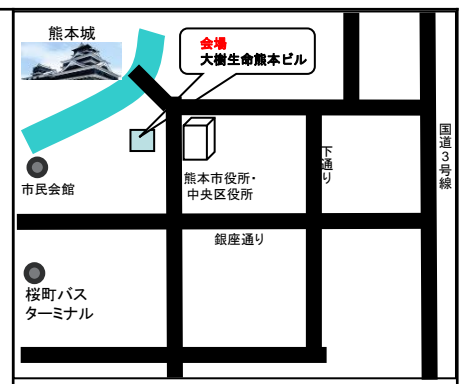 熊本城
会場
大樹生命熊本ビル
国道3号線
下通り
市民会館
熊本市役所・
中央区役所
銀座通り
桜町バス
ターミナル